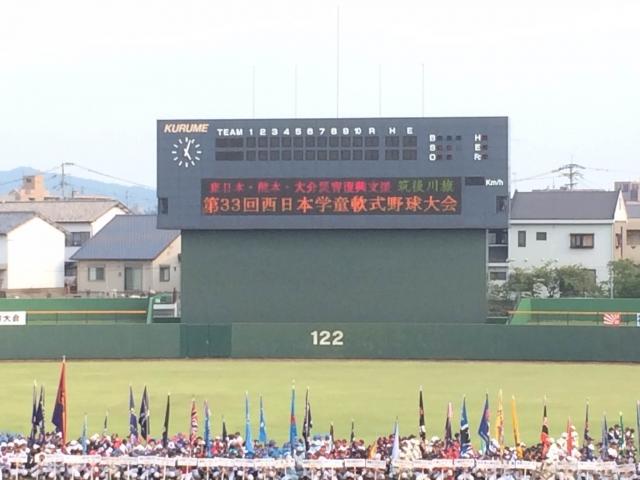 KURUME
TEAM 1 2 3 4 5 6 7 8 9 10 R H E
B H
S E
O Fc
Km/h
東日本・熊本・大分災害復興支援 筑後川旗
第33回西日本学童軟式野球大会
122
大会